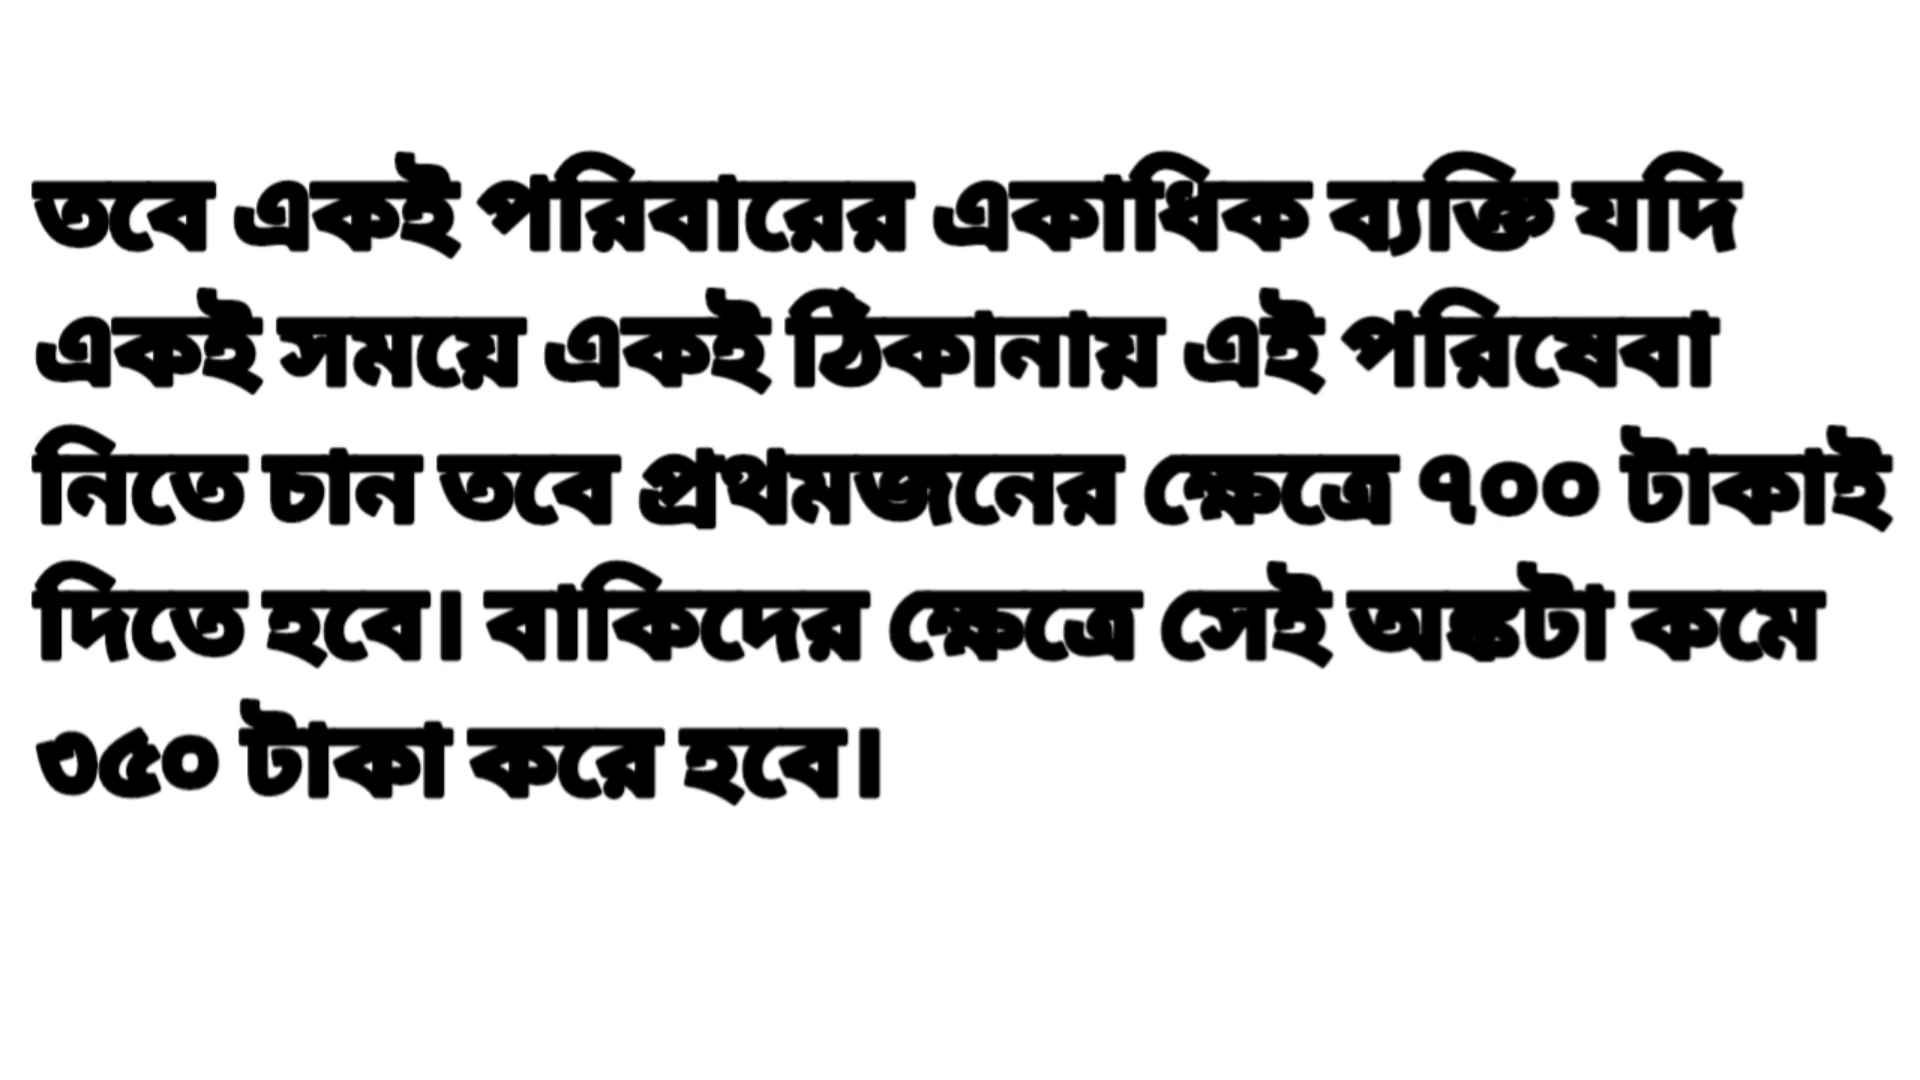 তবে একই পরিবারের একাধিক ব্যক্তি যদি
একই সময়ে একই ঠিকানায় এই পরিষেবা
নিতে চান তবে প্রথমজনের ক্ষেত্রে ৭০০ টাকাই
দিতে হবে। বাকিদের ক্ষেত্রে সেই অঙ্কটা কমে
৩৫০ টাকা করে হবে।